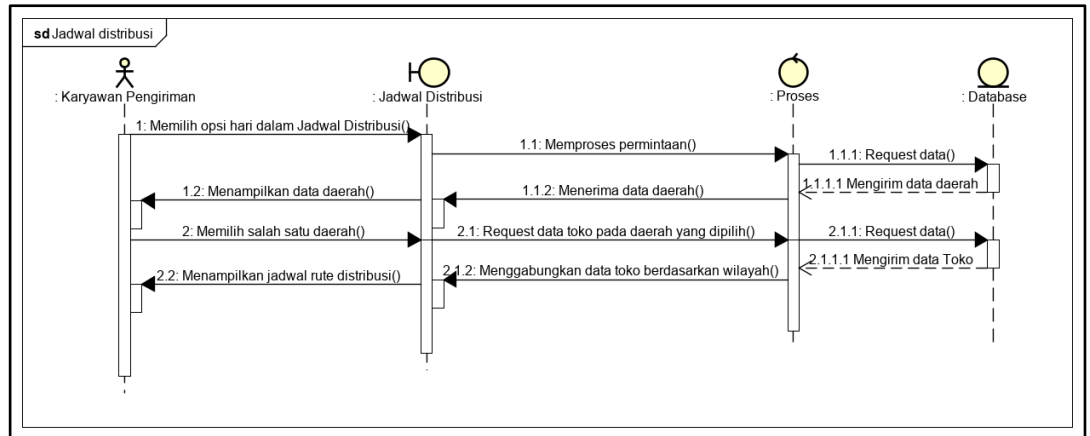 sd Jadwal distribusi
: Karyawan Pengiriman
: Jadwal Distribusi
: Proses
: Database
1: Memilih opsi hari dalam Jadwal Distribusi()
1.1: Memproses permintaan()
1.1.1: Request data()
1.1.1.1 Mengirim data daerah
1.1.2: Menerima data daerah()
1.2: Menampilkan data daerah()
2: Memilih salah satu daerah()
2.1: Request data toko pada daerah yang dipilih()
2.1.1: Request data()
2.1.1.1 Mengirim data Toko
2.1.2: Menggabungkan data toko berdasarkan wilayah()
2.2: Menampilkan jadwal rute distribusi()